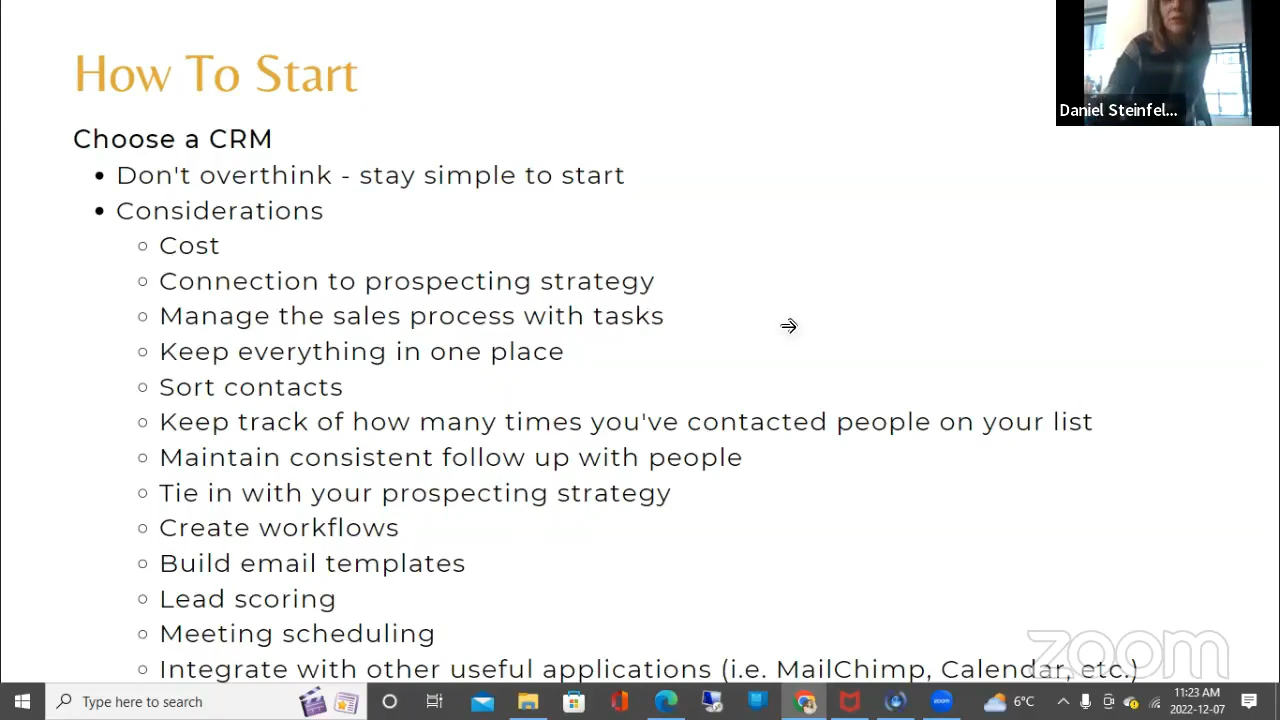 How To Start
Daniel Steinfel...
Choose a CRM
Don't overthink - stay simple to start
Considerations
Cost
Connection to prospecting strategy
Manage the sales process with tasks
Keep everything in one place
Sort contacts
Keep track of how many times you've contacted people on your list
Maintain consistent follow up with people
Tie in with your prospecting strategy
Create workflows
Build email templates
Lead scoring
Meeting scheduling
Integrate with other useful applications (i.e. MailChimp, Calendar, etc.)
zoom
Type here to search
zoom
6°C
11:23 AM
2022-12-07